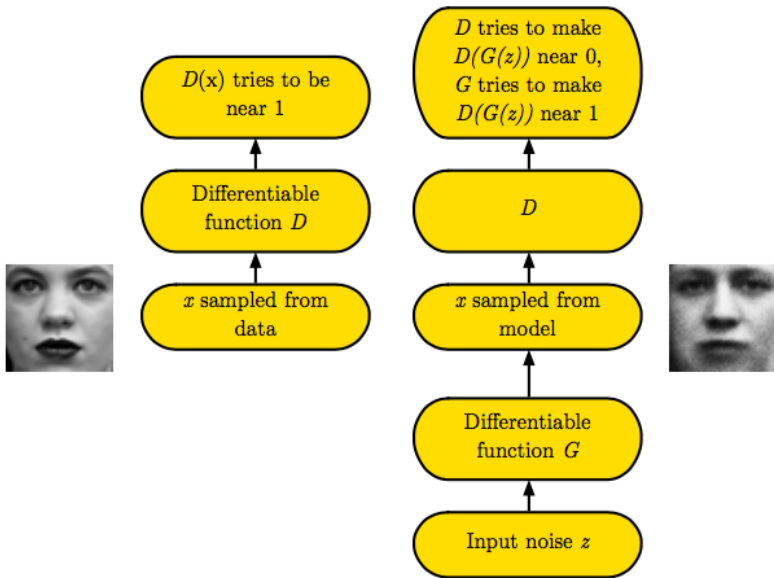 D(x) tries to be
near 1
Differentiable
function D
x sampled from
data
D tries to make
D(G(z)) near 0,
G tries to make
D(G(z)) near 1
D
x sampled from
model
Differentiable
function G
Input noise z